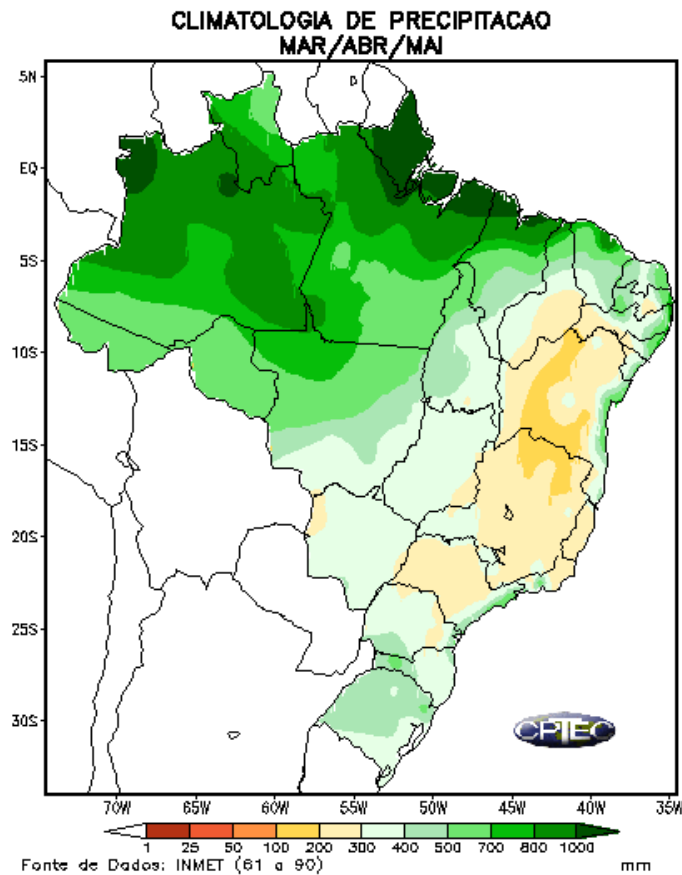 CLIMATOLOGIA DE PRECIPITACAO
MAR/ABR/MAI
5N
EQ
5S
10S
15S
20S
25S
30S
CPTEC
70W 65W 60W 55W 50W 45W 40W 35W
1 25 50 100 200 300 400 500 700 800 1000
Fonte de Dados: INMET (61 a 90) mm